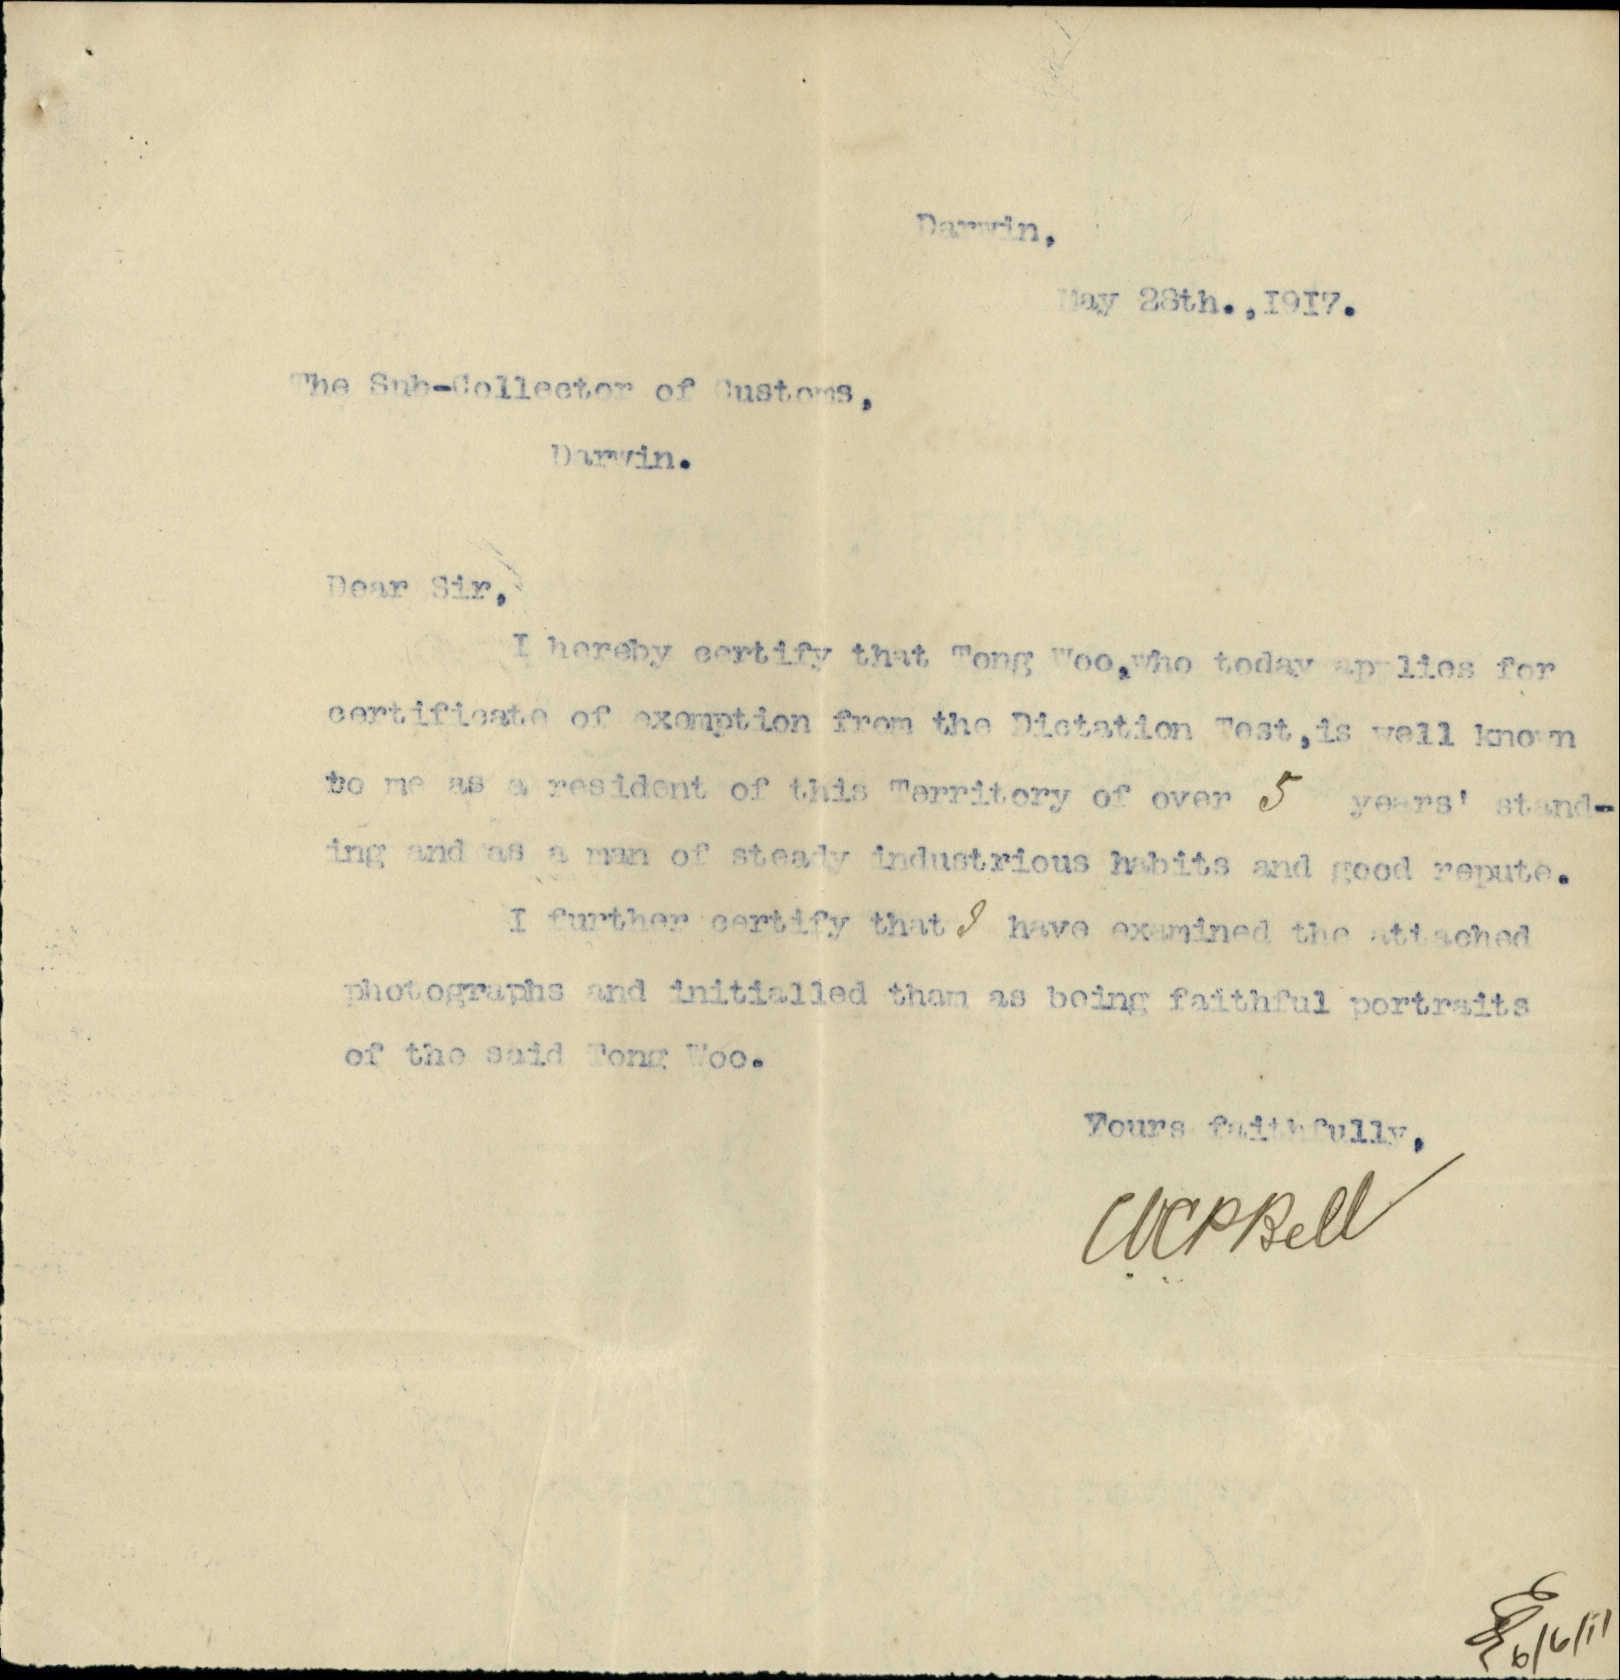 Darwin,
May 28th.,1917.
The Sub-Collector of Customs,
Darwin.
Dear Sir,
I hereby certify that Tong Woo,who today applies for
certificate of exemption from the Dictation Test,is well known
to me as a resident of this Territory of over 5 years' stand-
ing and as a man of steady industrious habits and good repute.
I further certify that I have examined the attached
photographs and initialled tham as being faithful portraits
of the said Tong Woo.
Yours faithfully,
Bell